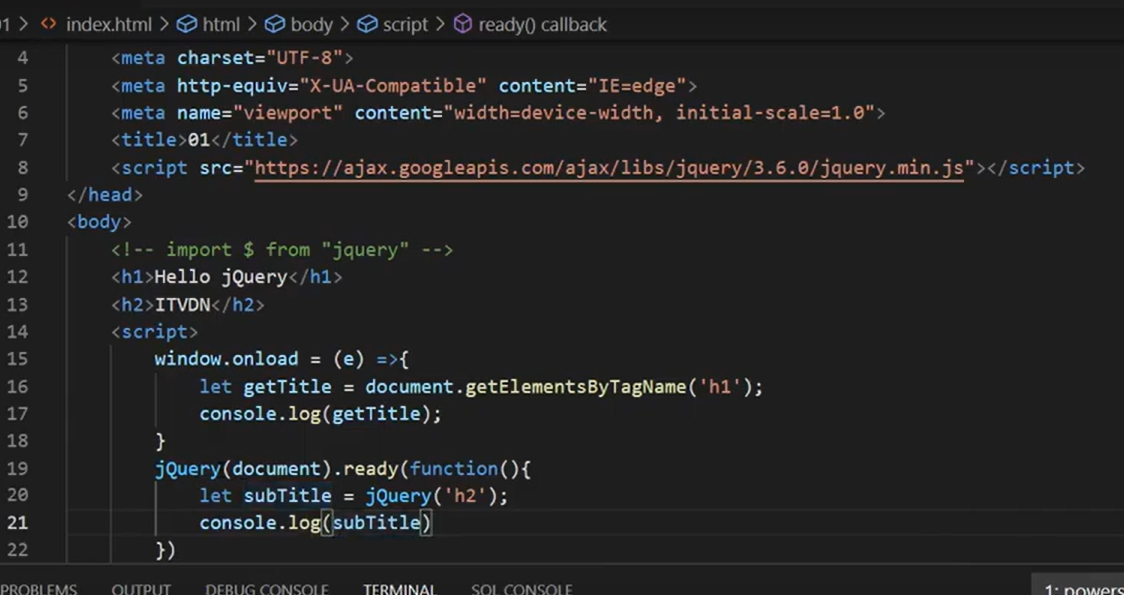 01 > index.html > html > body > script > ready() callback
4 <meta charset="UTF-8">
5 <meta http-equiv="X-UA-Compatible" content="IE=edge">
6 <meta name="viewport" content="width=device-width, initial-scale=1.0">
7 <title>01</title>
8 <script src="https://ajax.googleapis.com/ajax/libs/jquery/3.6.0/jquery.min.js"></script>
9 </head>
10 <body>
11 <!-- import $ from "jquery" -->
12 <h1>Hello jQuery</h1>
13 <h2>ITVDN</h2>
14 <script>
15 window.onload = (e) =>{
16 let getTitle = document.getElementsByTagName('h1');
17 console.log(getTitle);
18 }
19 jQuery(document).ready(function(){
20 let subTitle = jQuery('h2');
21 console.log(subTitle)
22 })
PROBLEMS OUTPUT DEBUG CONSOLE TERMINAL SQL CONSOLE 1: powers